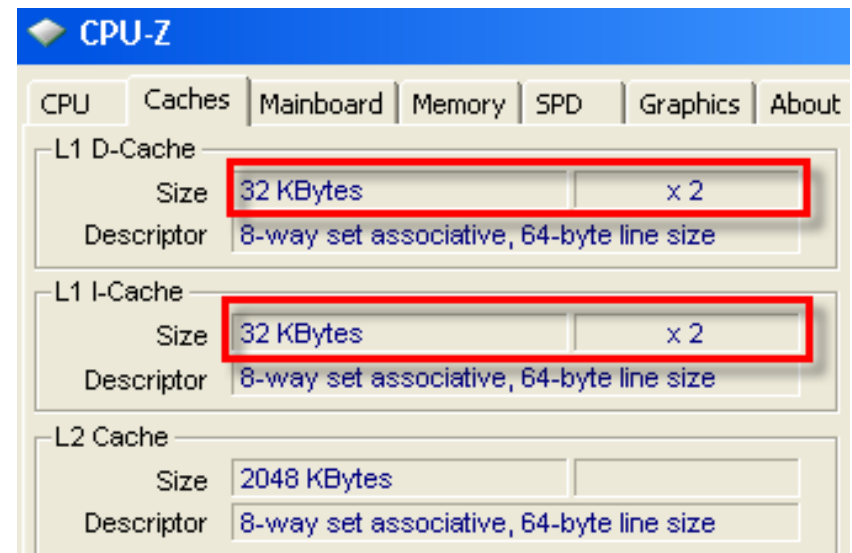 CPU-Z
CPU Caches Mainboard Memory SPD Graphics About
L1 D-Cache
Size 32 KBytes x 2
Descriptor 8-way set associative, 64-byte line size
L1 I-Cache
Size 32 KBytes x 2
Descriptor 8-way set associative, 64-byte line size
L2 Cache
Size 2048 KBytes
Descriptor 8-way set associative, 64-byte line size